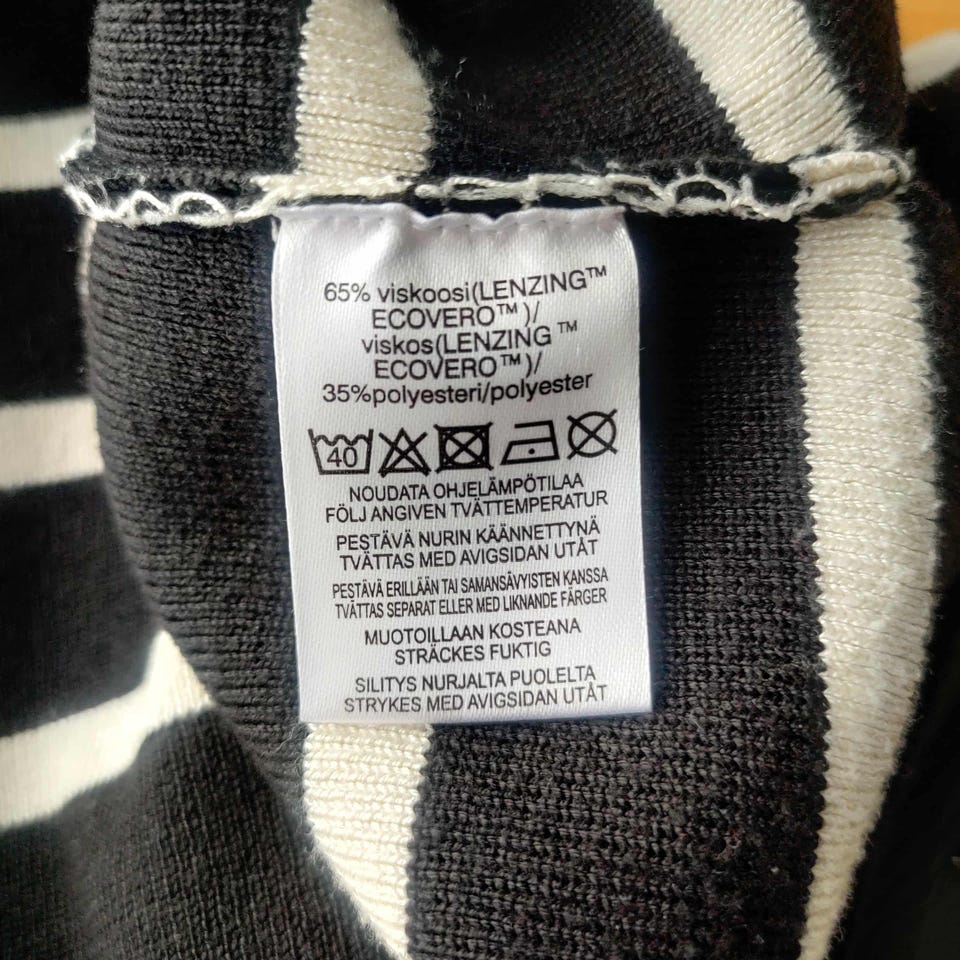 65% viskoosi(LENZING™
ECOVERO™)/
viskos(LENZING™
ECOVERO™)/
35%polyesteri/polyester
40
NOUDATA OHJELÄMPÖTILAA
FÖLJ ANGIVEN TVÄTTEMPERATUR
PESTÄVÄ NURIN KÄÄNNETTYNÄ
TVÄTTAS MED AVIGSIDAN UTÅT
PESTÄVÄ ERILLÄÄN TAI SAMANSÄVYISTEN KANSSA
TVÄTTAS SEPARAT ELLER MED LIKNANDE FÄRGER
MUOTOILLAAN KOSTEANA
STRÄCKES FUKTIG
SILITYS NURJALTA PUOLELTA
STRYKES MED AVIGSIDAN UTÅT